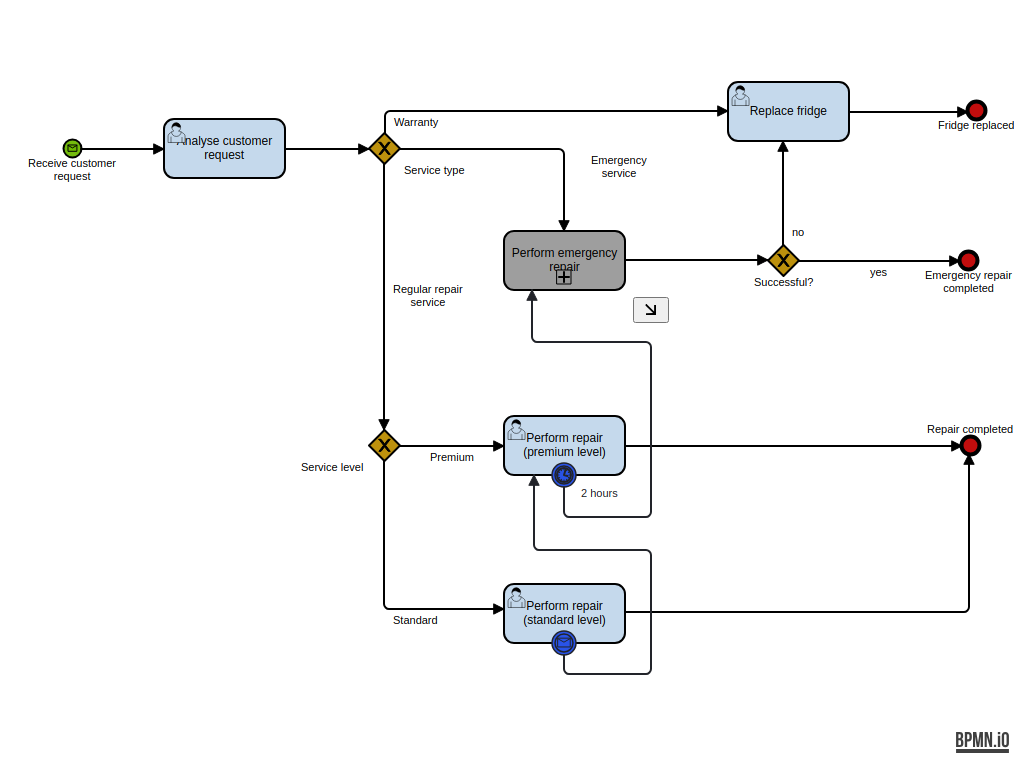 Replace fridge
Fridge replaced
Warranty
Analyse customer
request
Receive customer
request
Service type
Emergency
service
no
Perform emergency
repair
yes
Successful?
Emergency repair
completed
Regular repair
service
Repair completed
Perform repair
(premium level)
Premium
Service level
2 hours
Perform repair
(standard level)
Standard
BPMN.iO